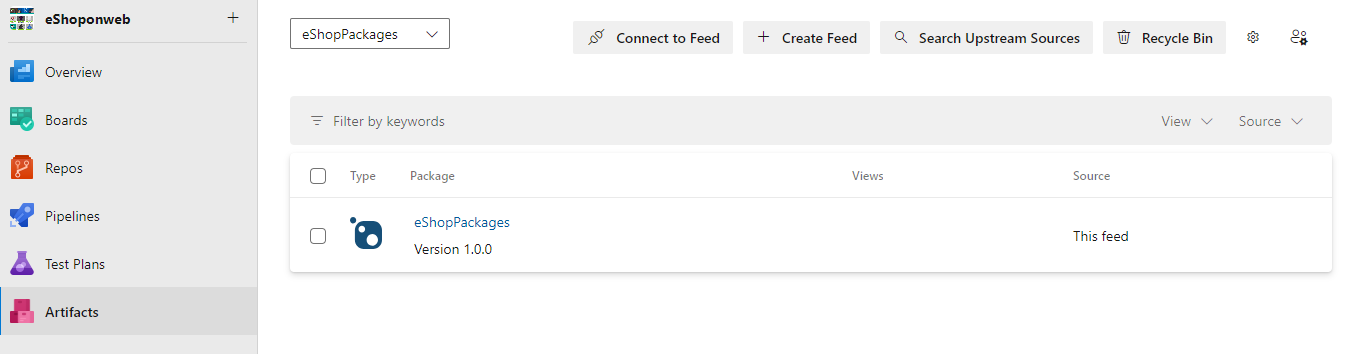 eShoponweb
Overview
Boards
Repos
Pipelines
Test Plans
Artifacts
eShopPackages
Connect to Feed
Create Feed
Search Upstream Sources
Recycle Bin
Filter by keywords
View
Source
Type Package Views Source
eShopPackages
Version 1.0.0
This feed